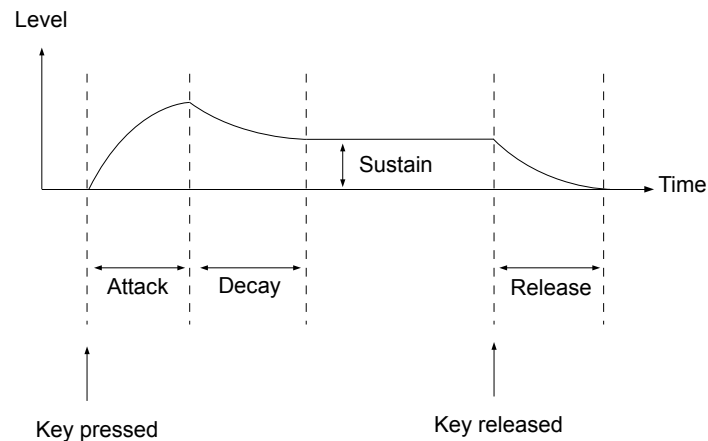 Level
Sustain
Time
Attack
Decay
Release
Key pressed
Key released